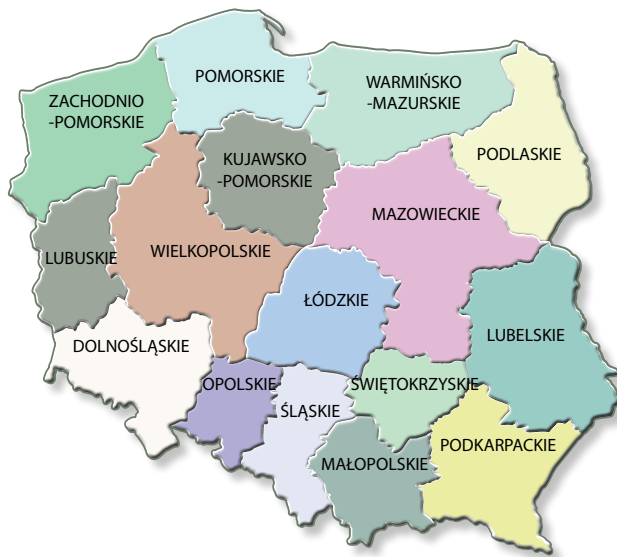 POMORSKIE
WARMIŃSKO
-MAZURSKIE
ZACHODNIO
-POMORSKIE
KUJAWSKO
-POMORSKIE
PODLASKIE
MAZOWIECKIE
LUBUSKIE
WIELKOPOLSKIE
ŁÓDZKIE
LUBELSKIE
DOLNOŚLĄSKIE
OPOLSKIE
ŚWIĘTOKRZYSKIE
ŚLĄSKIE
PODKARPACKIE
MAŁOPOLSKIE